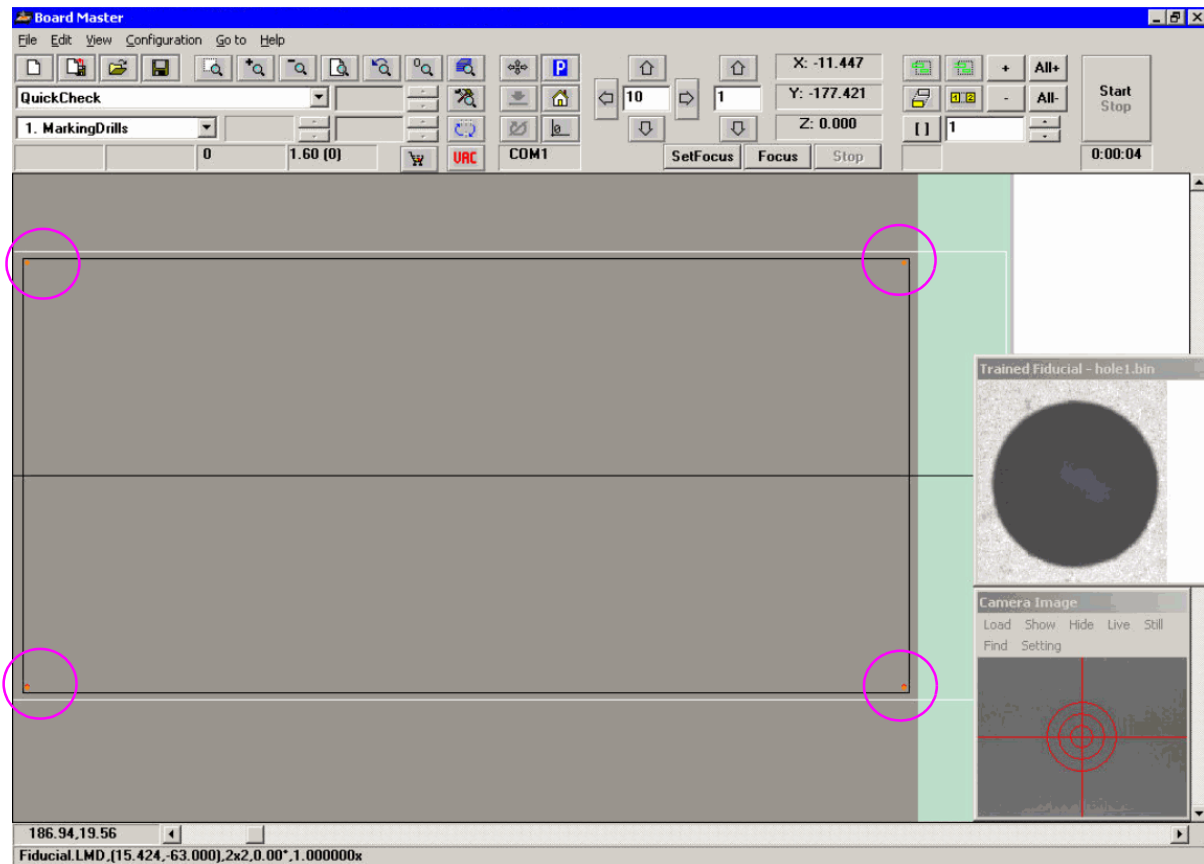 Board Master
File Edit View Configuration Go to Help
P
X: -11.447
+ All+
QuickCheck
10
1
Y: -177.421
1 2
- All-
Start
Stop
1. MarkingDrills
Z: 0.000
[ ] 1
0
1.60 (0)
VAC
COM1
SetFocus Focus Stop
0:00:04
Trained Fiducial - hole1.bin
Camera Image
Load Show Hide Live Still
Find Setting
186.94,19.56
Fiducial.LMD,(15.424,-63.000),2x2,0.00°,1.000000x